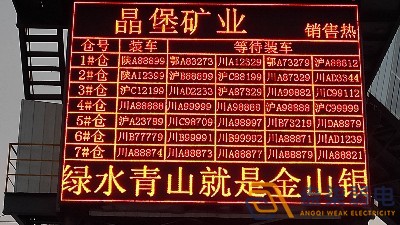 晶堡矿业 销售热
仓号 装车 等待装车
1#仓 陕A88899 鄂A83273 川A12329 鄂A73279 沪A88812
2#仓 陕A12399 沪B88899 沪C88199 川A87329 川AD3344
3#仓 沪C12199 川AD2233 沪A87329 川A99882 川C99112
4#仓 川A88888 川A99999 川A98868 沪A98888 沪C99999
5#仓 沪A23789 川C98709 川A98997 川B73219 川DA8979
6#仓 川B77779 川B99991 川B99992 川A88871 川AD1239
7#仓 川A88874 川A88873 川A88877 川B88879 川A88821
绿水青山就是金山银
ANGQI WEAK ELECTRICITY